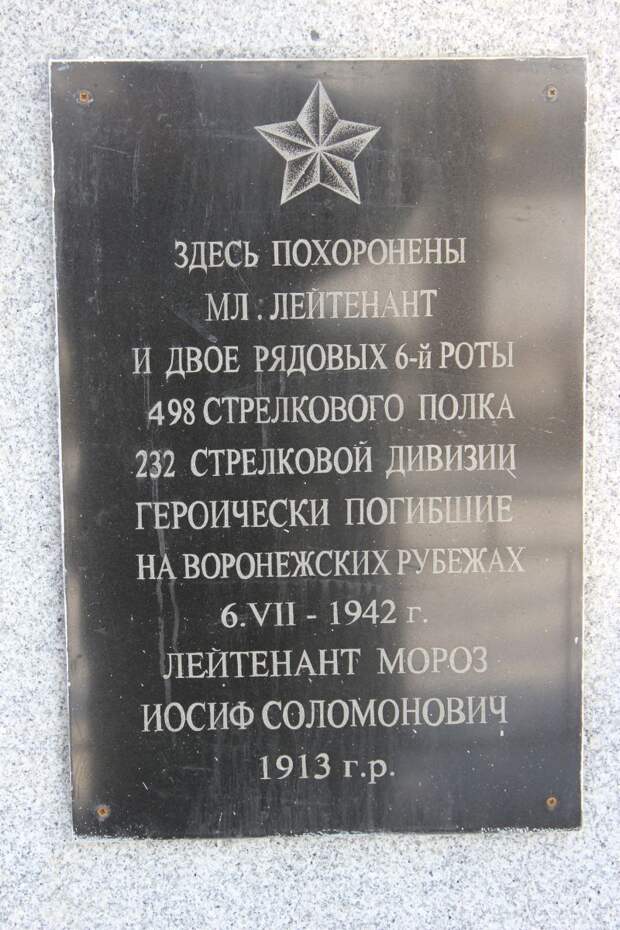 ЗДЕСЬ ПОХОРОНЕНЫ
МЛ. ЛЕЙТЕНАНТ
И ДВОЕ РЯДОВЫХ 6-й РОТЫ
498 СТРЕЛКОВОГО ПОЛКА
232 СТРЕЛКОВОЙ ДИВИЗИИ
ГЕРОИЧЕСКИ ПОГИБШИЕ
НА ВОРОНЕЖСКИХ РУБЕЖАХ
6.VII - 1942 г.
ЛЕЙТЕНАНТ МОРОЗ
ИОСИФ СОЛОМОНОВИЧ
1913 г.р.